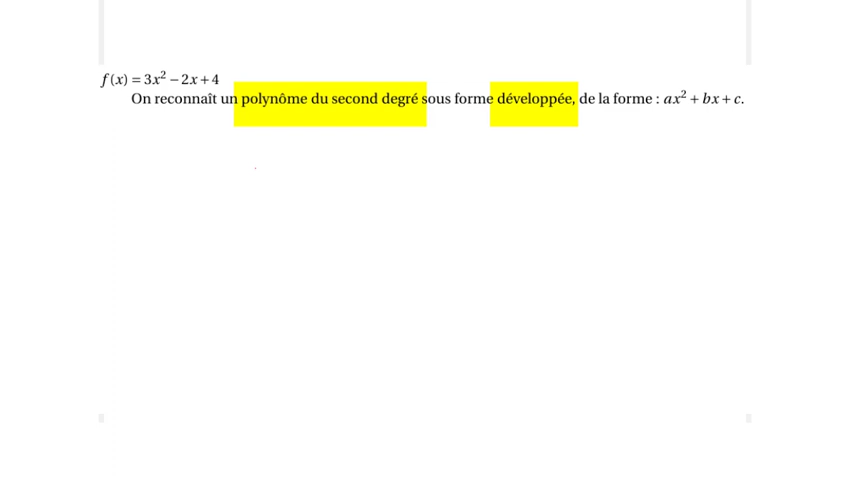 f(x) = 3x² − 2x + 4
On reconnaît un polynôme du second degré sous forme développée, de la forme : ax² + bx + c.